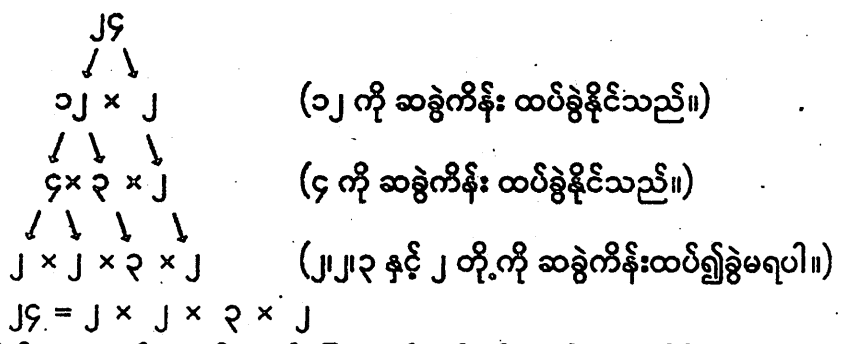 ၂၄
၁၂ × ၂ (၁၂ ကို ဆခွဲကိန်း ထပ်ခွဲနိုင်သည်။)
၄× ၃ ×၂ (၄ ကို ဆခွဲကိန်း ထပ်ခွဲနိုင်သည်။)
၂ × ၂ × ၃ × ၂ (၂၊၂၊၃ နှင့် ၂ တို့ကို ဆခွဲကိန်းထပ်၍ခွဲမရပါ။)
၂၄ = ၂ × ၂ × ၃ × ၂